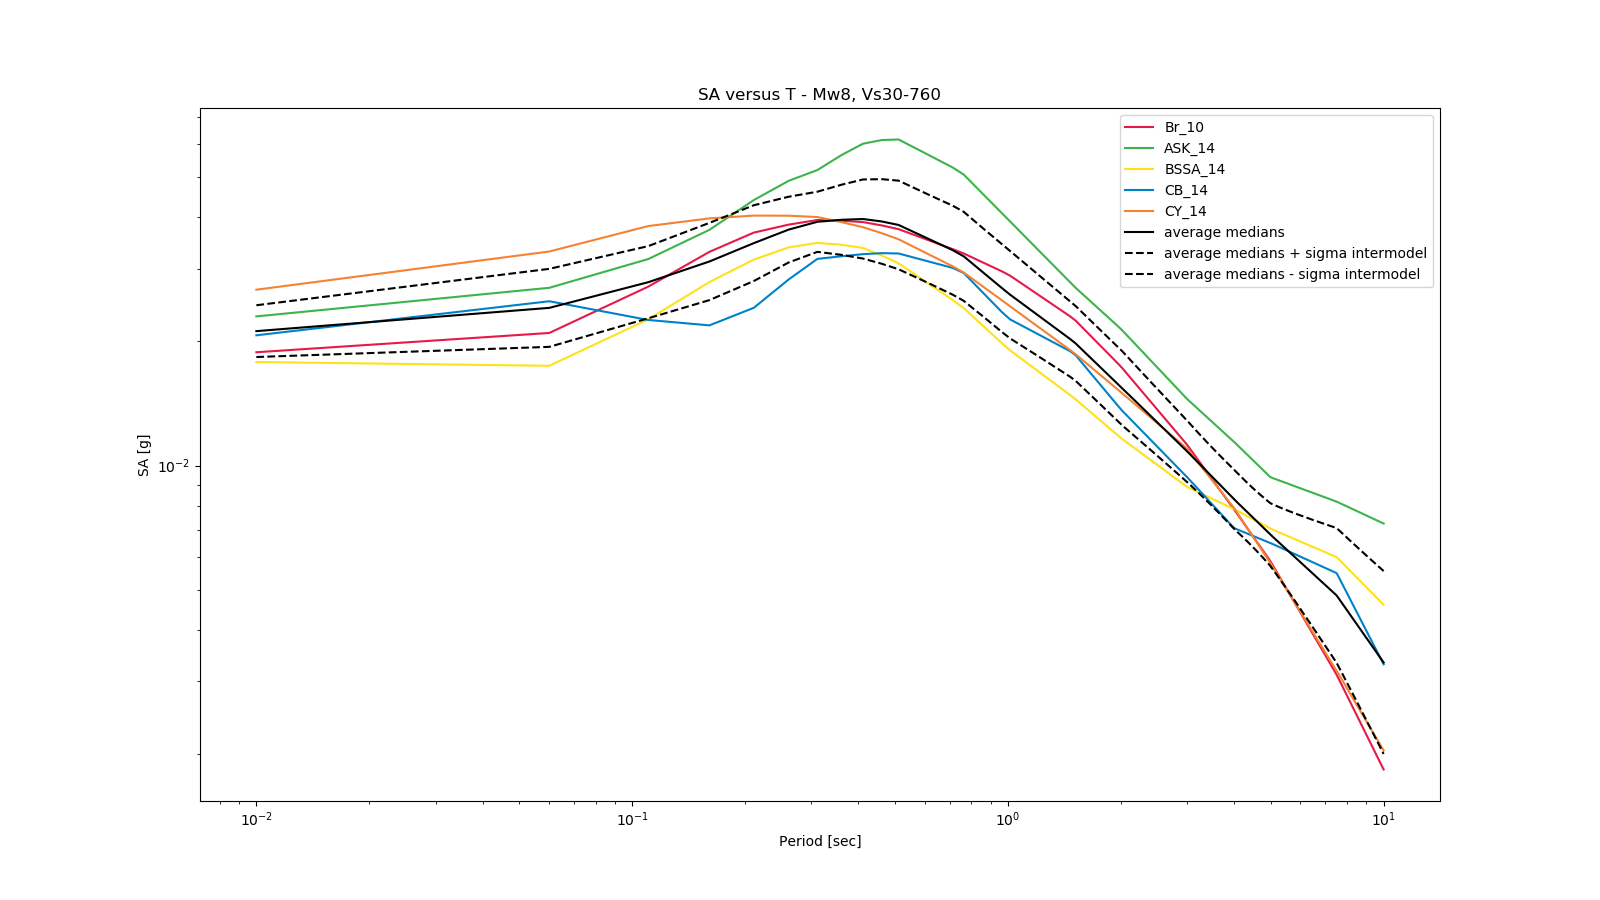 SA versus T - Mw8, Vs30-760
Br_10
ASK_14
BSSA_14
CB_14
CY_14
average medians
average medians + sigma intermodel
average medians - sigma intermodel
SA [g]
10⁻²
10⁻² 10⁻¹ 10⁰ 10¹
Period [sec]